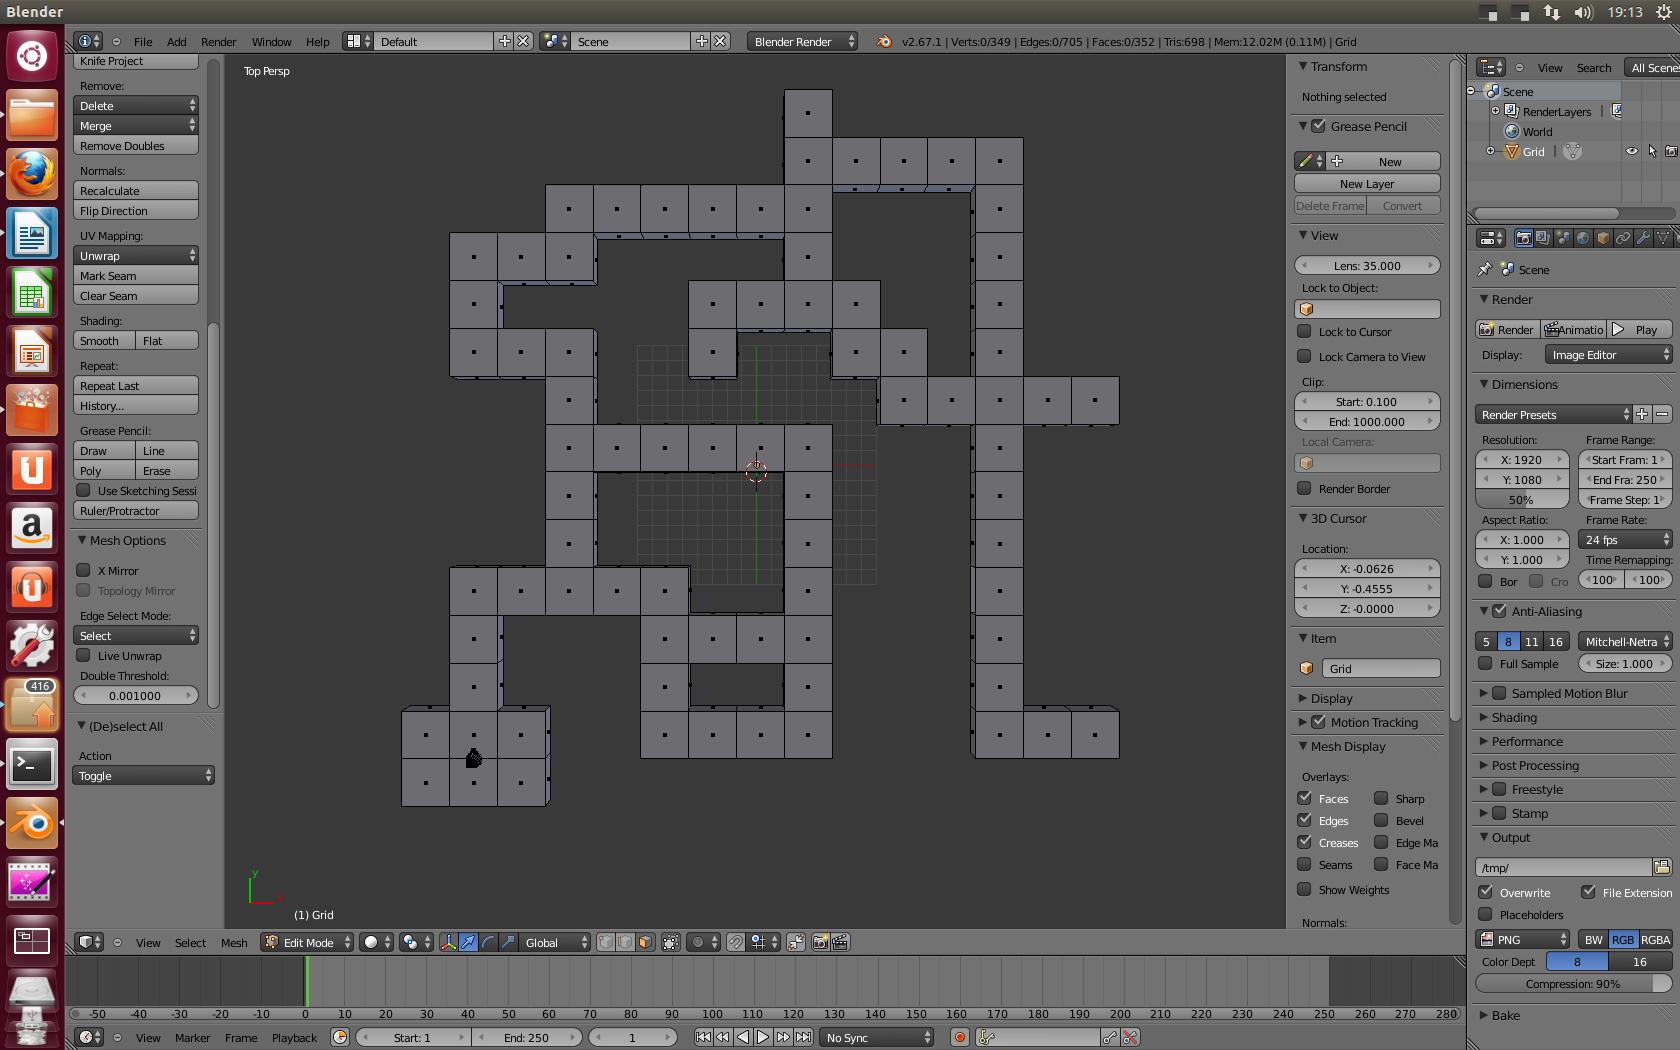 Blender
19:13
File Add Render Window Help
Default
Scene
Blender Render
v2.67.1 | Verts:0/349 | Edges:0/705 | Faces:0/352 | Tris:698 | Mem:12.02M (0.11M) | Grid
Knife Project
Remove:
Delete
Merge
Remove Doubles
Normals:
Recalculate
Flip Direction
UV Mapping:
Unwrap
Mark Seam
Clear Seam
Shading:
Smooth Flat
Repeat:
Repeat Last
History...
Grease Pencil:
Draw Line
Poly Erase
Use Sketching Sessi
Ruler/Protractor
Mesh Options
X Mirror
Topology Mirror
Edge Select Mode:
Select
Live Unwrap
Double Threshold:
0.001000
(De)select All
Action
Toggle
416
Top Persp
y
x
(1) Grid
Transform
Nothing selected
Grease Pencil
New
New Layer
Delete Frame Convert
View
Lens: 35.000
Lock to Object:
Lock to Cursor
Lock Camera to View
Clip:
Start: 0.100
End: 1000.000
Local Camera:
Render Border
3D Cursor
Location:
X: -0.0626
Y: -0.4555
Z: -0.0000
Item
Grid
Display
Motion Tracking
Mesh Display
Overlays:
Faces Sharp
Edges Bevel
Creases Edge Ma
Seams Face Ma
Show Weights
Normals:
View Search All Scene
Scene
RenderLayers |
World
Grid |
Scene
Render
Render Animatio Play
Display: Image Editor
Dimensions
Render Presets
Resolution: Frame Range:
X: 1920 Start Fram: 1
Y: 1080 End Fra: 250
50% Frame Step: 1
Aspect Ratio: Frame Rate:
X: 1.000 24 fps
Y: 1.000 Time Remapping:
Bor Cro 100 100
Anti-Aliasing
5 8 11 16 Mitchell-Netra
Full Sample Size: 1.000
Sampled Motion Blur
Shading
Performance
Post Processing
Freestyle
Stamp
Output
/tmp/
Overwrite File Extension
Placeholders
PNG BW RGB RGBA
Color Dept 8 16
Compression: 90%
Bake
View Select Mesh Edit Mode Global
-50 -40 -30 -20 -10 0 10 20 30 40 50 60 70 80 90 100 110 120 130 140 150 160 170 180 190 200 210 220 230 240 250 260 270 280
View Marker Frame Playback Start: 1 End: 250 1 No Sync